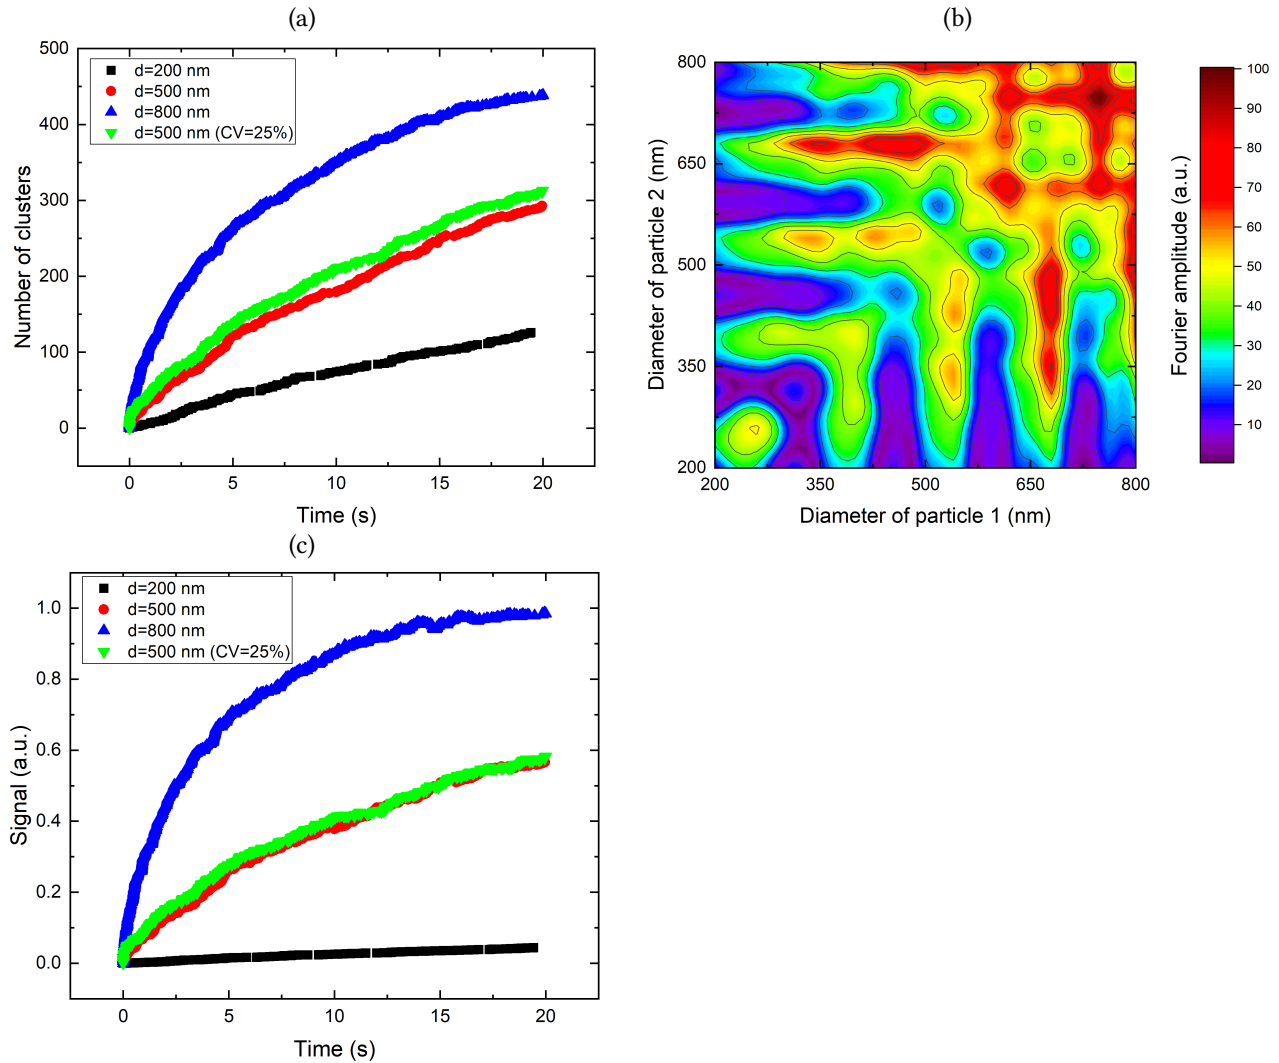 (a)
500
400
300
200
100
0
Number of clusters
d=200 nm
d=500 nm
d=800 nm
d=500 nm (CV=25%)
0 5 10 15 20
Time (s)
(b)
800
650
500
350
200
Diameter of particle 2 (nm)
200 350 500 650 800
Diameter of particle 1 (nm)
Fourier amplitude (a.u.)
100
90
80
70
60
50
40
30
20
10
(c)
1.0
0.8
0.6
0.4
0.2
0.0
Signal (a.u.)
d=200 nm
d=500 nm
d=800 nm
d=500 nm (CV=25%)
0 5 10 15 20
Time (s)